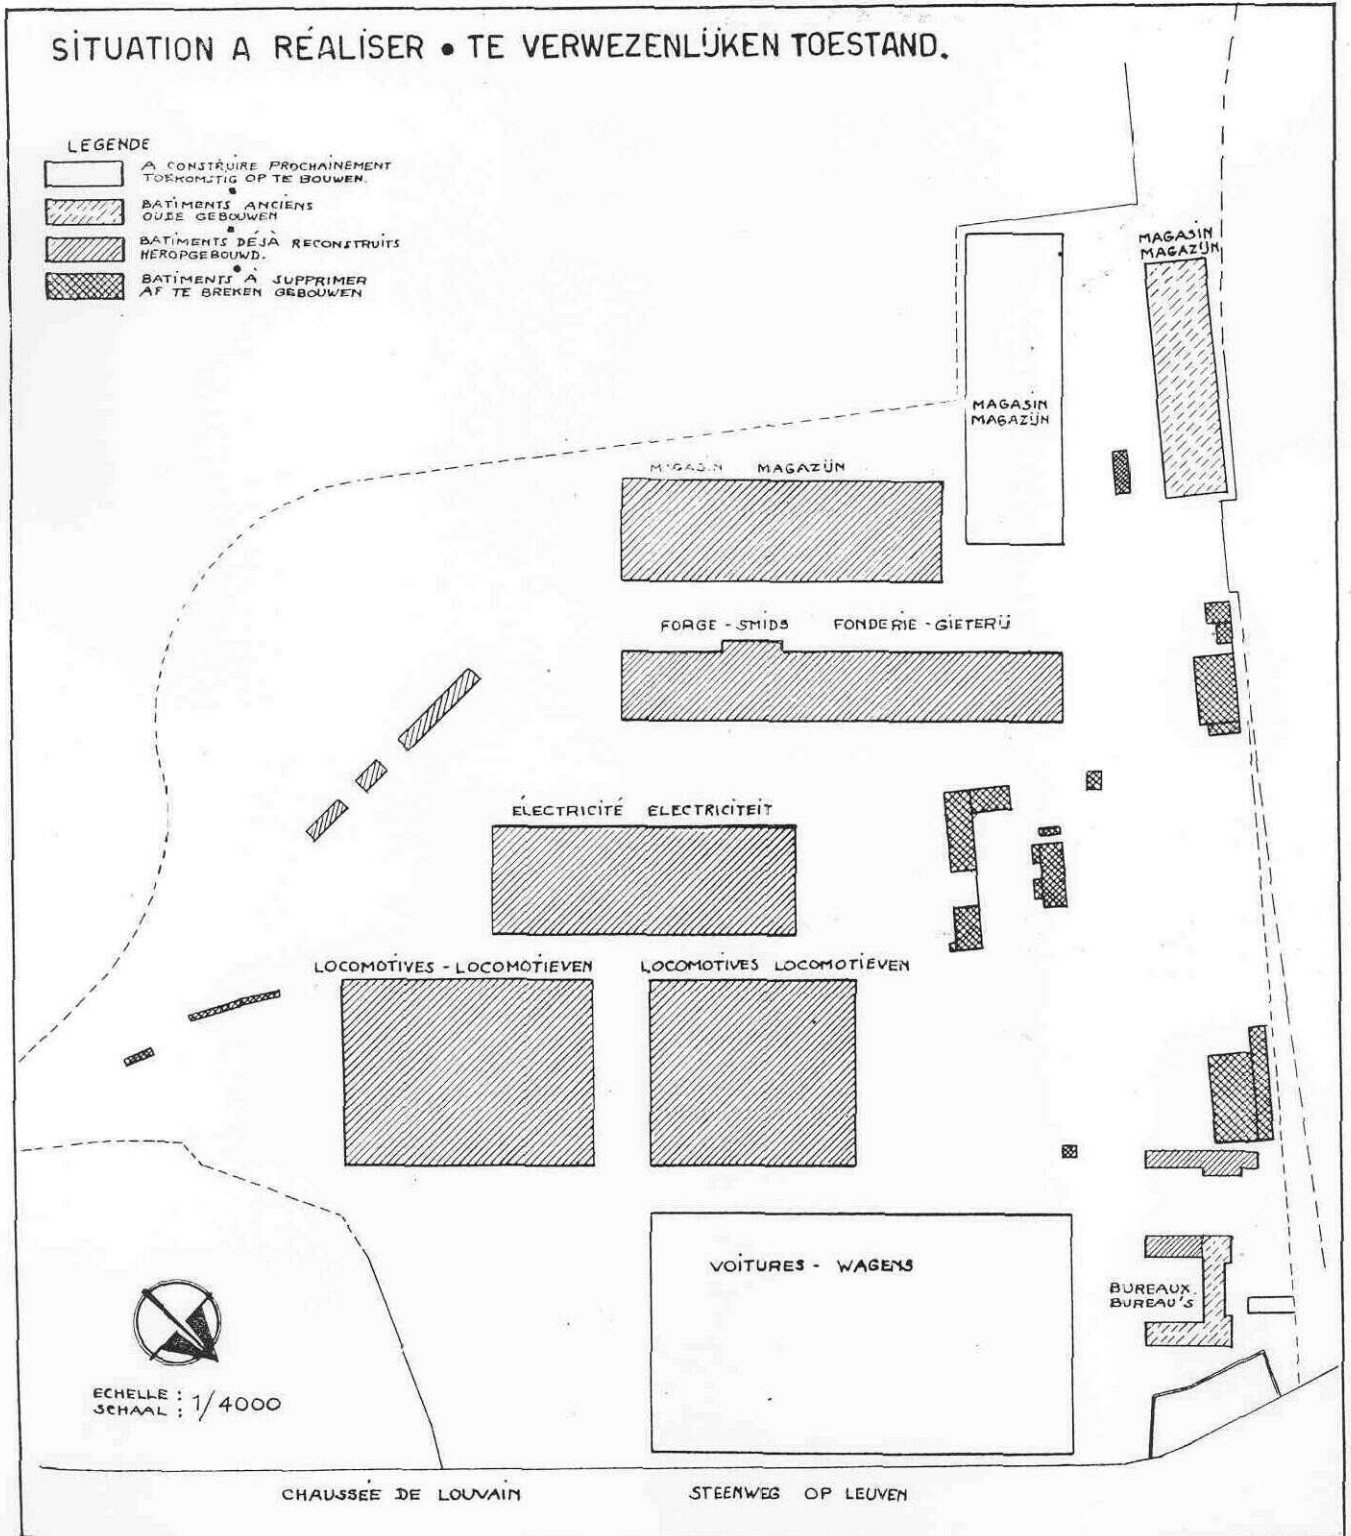 SITUATION A RÉALISER • TE VERWEZENLIJKEN TOESTAND.
LEGENDE
A CONSTRUIRE PROCHAINEMENT
TOEKOMSTIG OP TE BOUWEN.
BATIMENTS ANCIENS
OUDE GEBOUWEN
BATIMENTS DÉJÀ RECONSTRUITS
HEROPGEBOUWD.
BATIMENTS À SUPPRIMER
AF TE BREKEN GEBOUWEN
MAGASIN
MAGAZIJN
MAGASIN
MAGAZIJN
MAGASIN MAGAZIJN
FORGE - SMIDS FONDERIE - GIETERIJ
ÉLECTRICITÉ ELECTRICITEIT
LOCOMOTIVES - LOCOMOTIEVEN LOCOMOTIVES LOCOMOTIEVEN
VOITURES - WAGENS
BUREAUX.
BUREAU'S
ECHELLE :
SCHAAL : 1/4000
CHAUSSÉE DE LOUVAIN STEENWEG OP LEUVEN